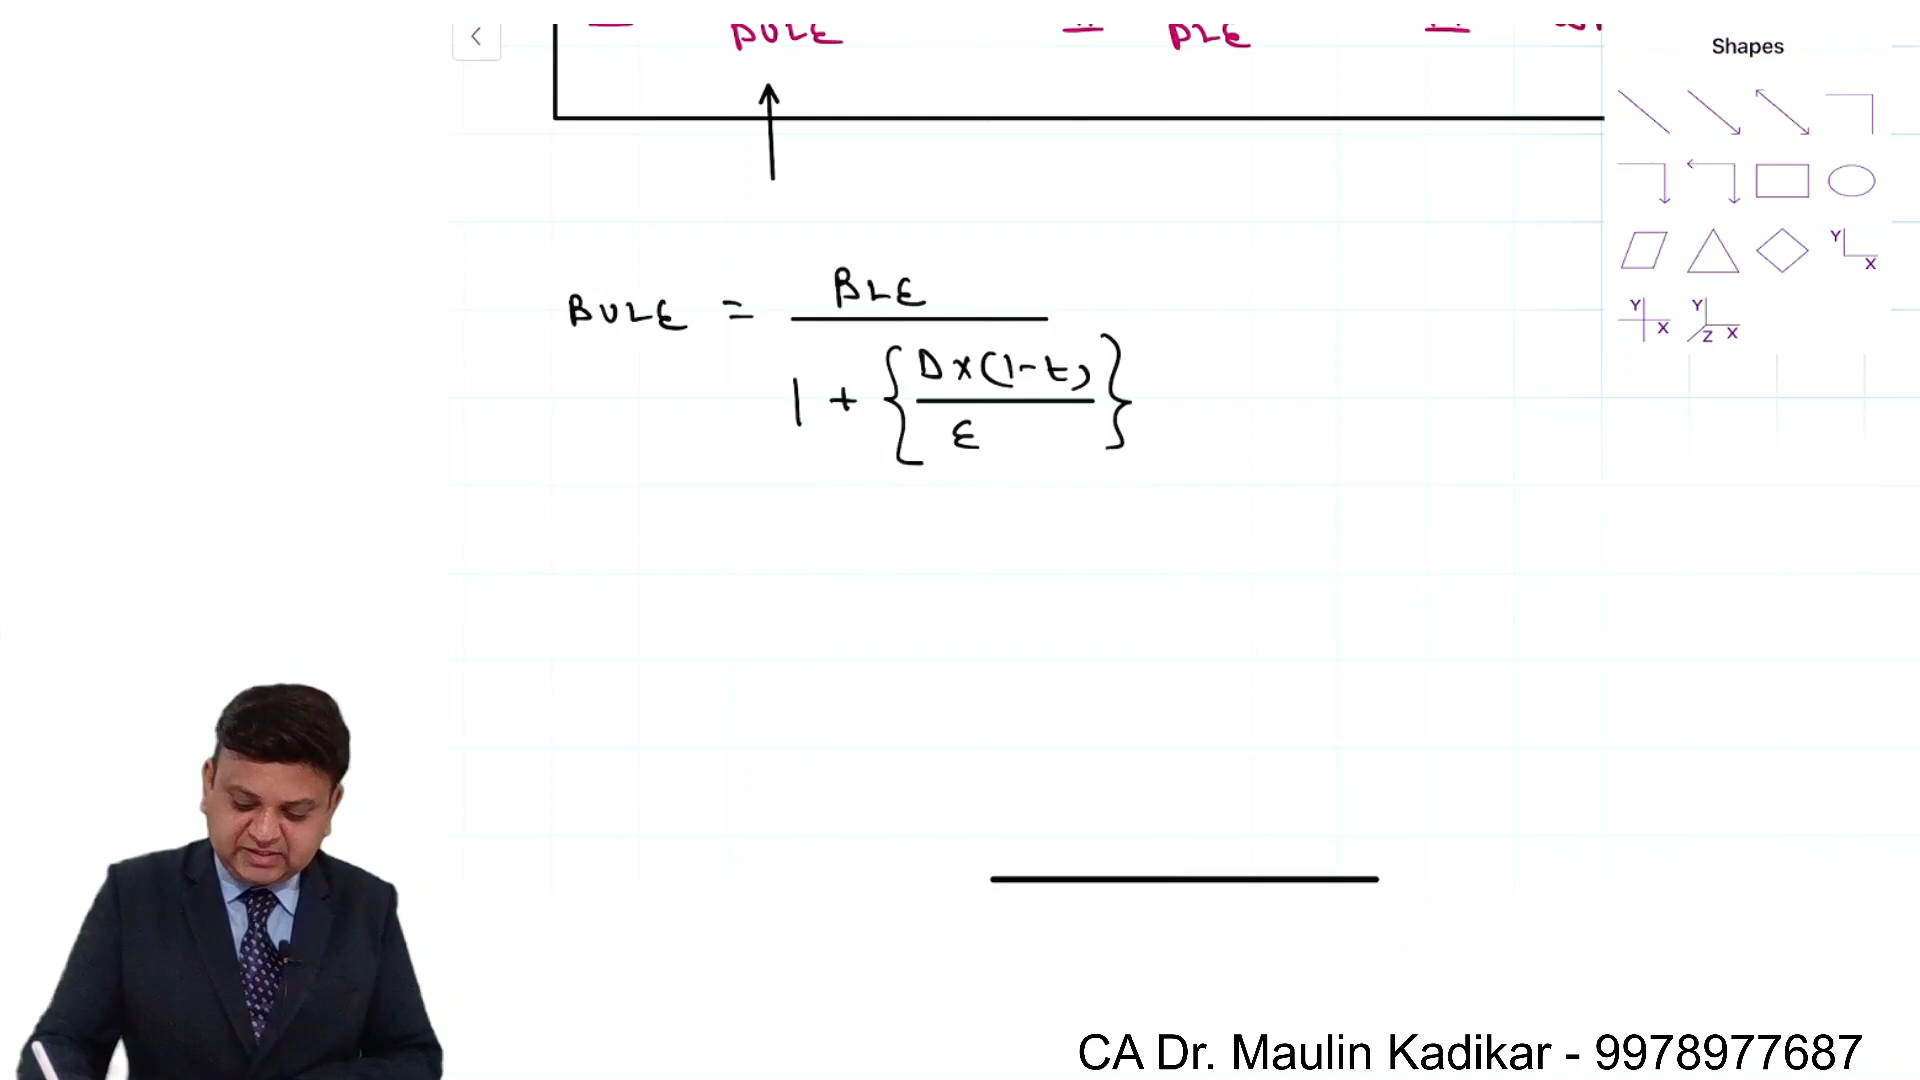 BULE BLE
Shapes
Y X
Y X Y Z X
BULE = BLE / 1 + { D x (1-t) / E }
CA Dr. Maulin Kadikar - 9978977687